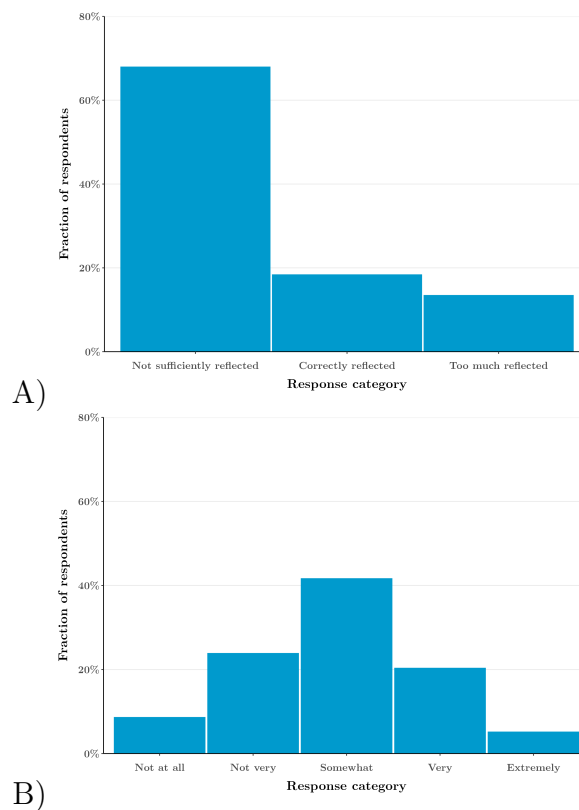 80%
60%
40%
20%
0%
Fraction of respondents
Not sufficiently reflected Correctly reflected Too much reflected
Response category
A)
80%
60%
40%
20%
0%
Fraction of respondents
Not at all Not very Somewhat Very Extremely
Response category
B)